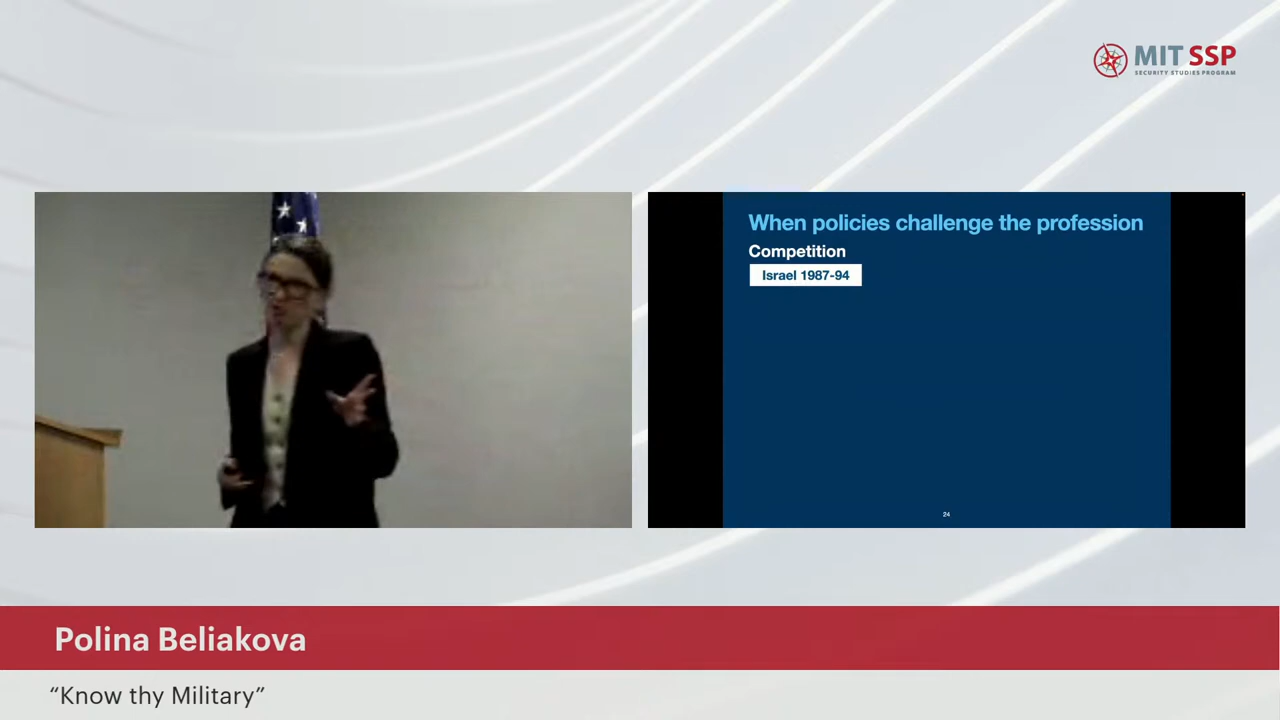 MIT SSP
SECURITY STUDIES PROGRAM
When policies challenge the profession
Competition
Israel 1987-94
24
Polina Beliakova
“Know thy Military”